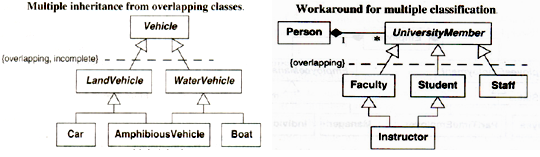 Multiple inheritance from overlapping classes.
Vehicle
{overlapping, incomplete}
LandVehicle
WaterVehicle
Car
AmphibiousVehicle
Boat
Workaround for multiple classification.
Person
1
*
UniversityMember
{overlapping}
Faculty
Student
Staff
Instructor